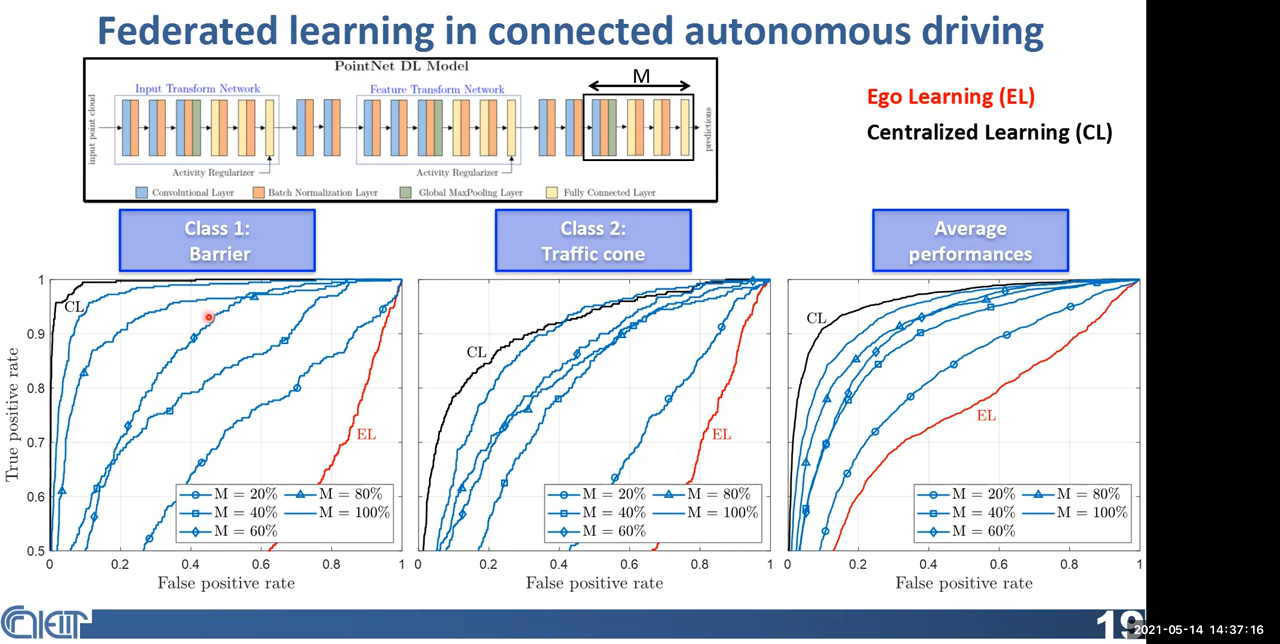 Federated learning in connected autonomous driving
PointNet DL Model
M
Input Transform Network
Feature Transform Network
input point cloud
predictions
Activity Regularizer
Activity Regularizer
Convolutional Layer
Batch Normalization Layer
Global MaxPooling Layer
Fully Connected Layer
Ego Learning (EL)
Centralized Learning (CL)
Class 1:
Barrier
Class 2:
Traffic cone
Average
performances
True positive rate
1
0.9
0.8
0.7
0.6
0.5
CL
EL
M = 20%
M = 80%
M = 40%
M = 100%
M = 60%
0
0.2
0.4
0.6
0.8
1
False positive rate
CL
EL
M = 20%
M = 80%
M = 40%
M = 100%
M = 60%
0
0.2
0.4
0.6
0.8
1
False positive rate
CL
EL
M = 20%
M = 80%
M = 40%
M = 100%
M = 60%
0
0.2
0.4
0.6
0.8
1
False positive rate
19
2021-05-14 14:37:16